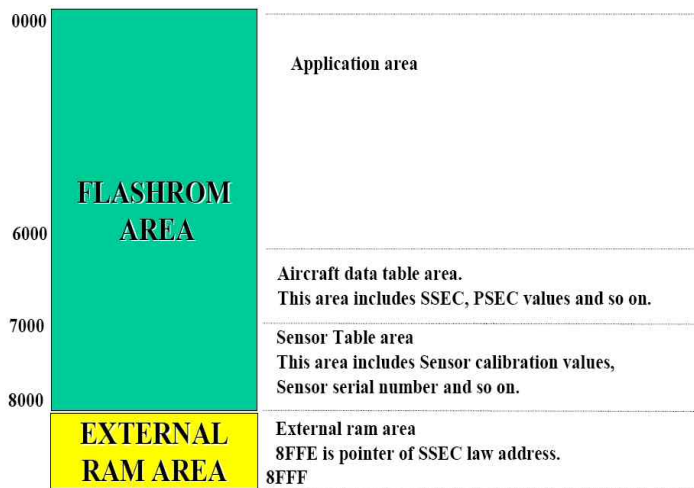 0000
Application area
FLASHROM
AREA
6000
Aircraft data table area.
This area includes SSEC, PSEC values and so on.
7000
Sensor Table area
This area includes Sensor calibration values,
Sensor serial number and so on.
8000
EXTERNAL
RAM AREA
External ram area
8FFE is pointer of SSEC law address.
8FFF